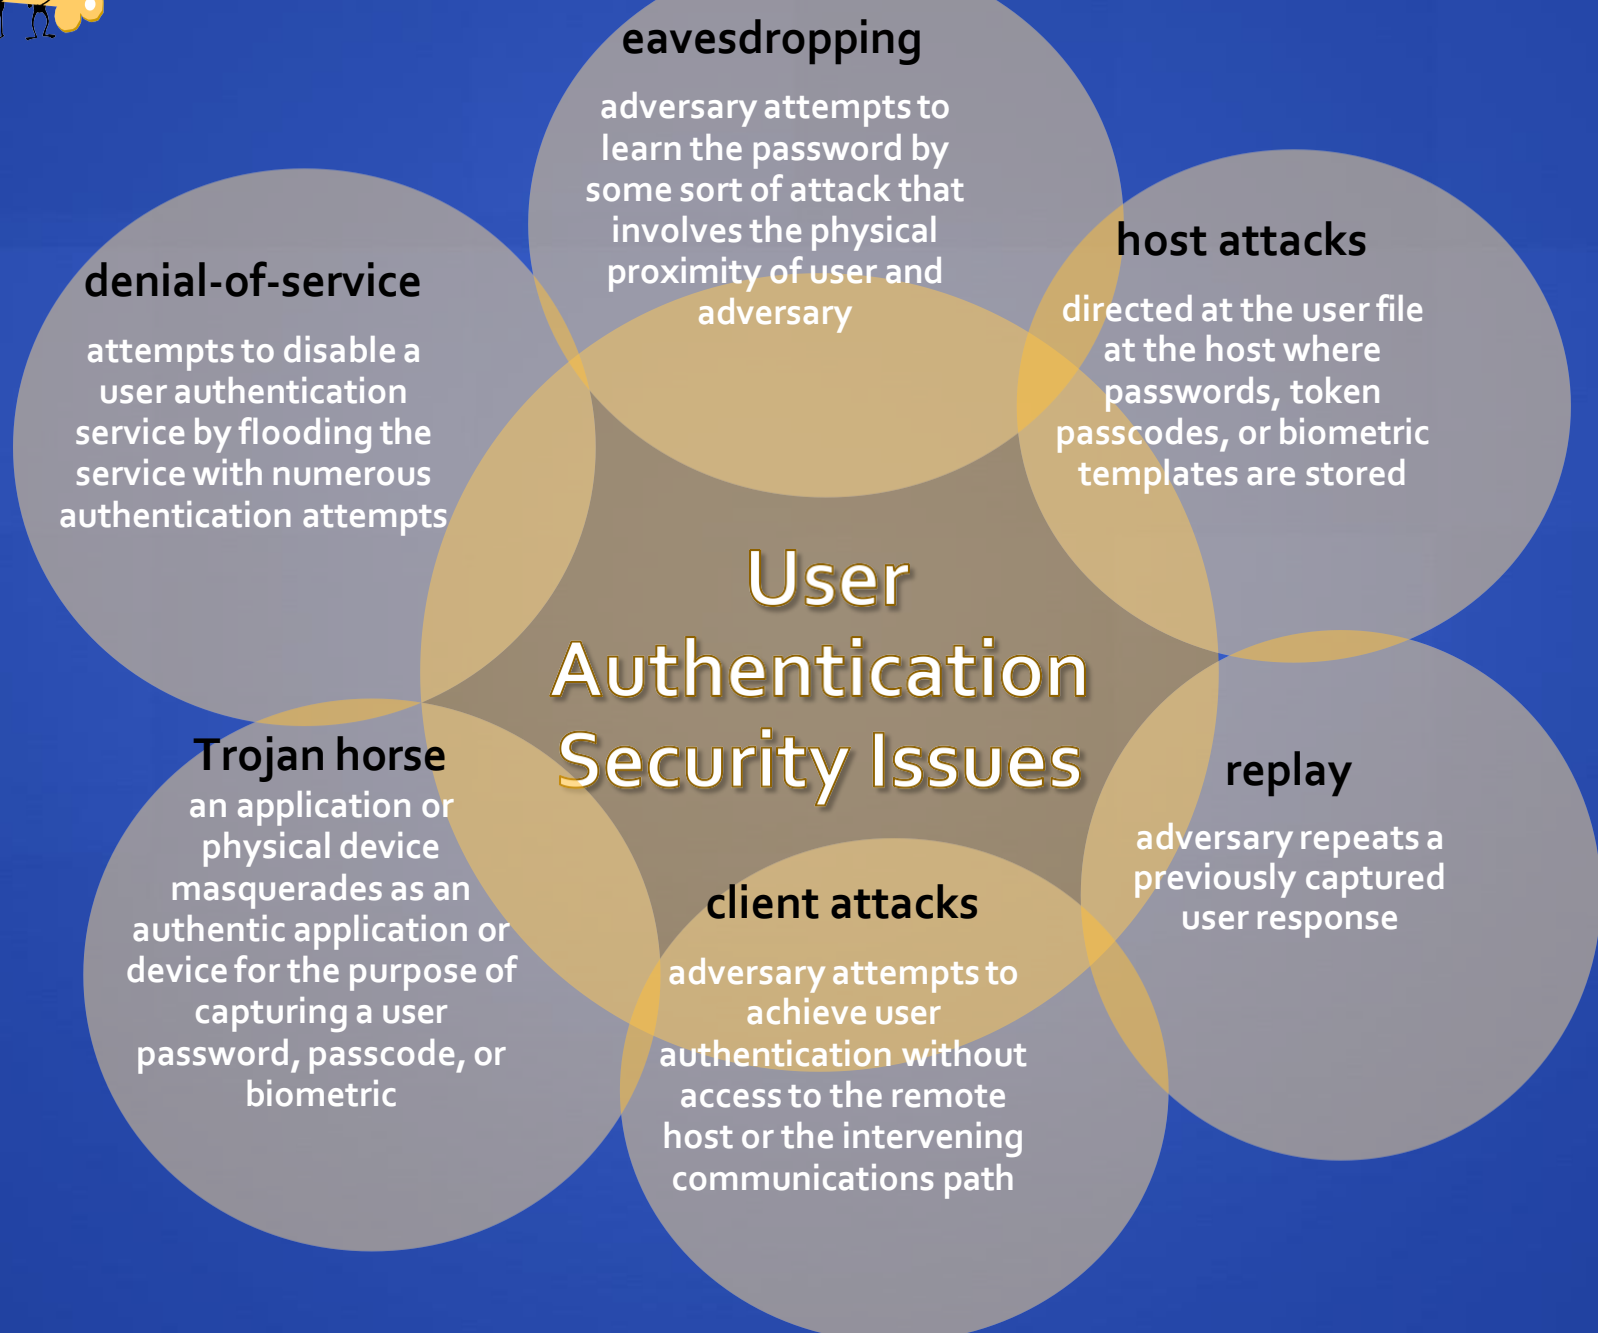 eavesdropping
adversary attempts to
learn the password by
some sort of attack that
involves the physical
proximity of user and
adversary
host attacks
directed at the user file
at the host where
passwords, token
passcodes, or biometric
templates are stored
denial-of-service
attempts to disable a
user authentication
service by flooding the
service with numerous
authentication attempts
User
Authentication
Security Issues
Trojan horse
an application or
physical device
masquerades as an
authentic application or
device for the purpose of
capturing a user
password, passcode, or
biometric
client attacks
adversary attempts to
achieve user
authentication without
access to the remote
host or the intervening
communications path
replay
adversary repeats a
previously captured
user response